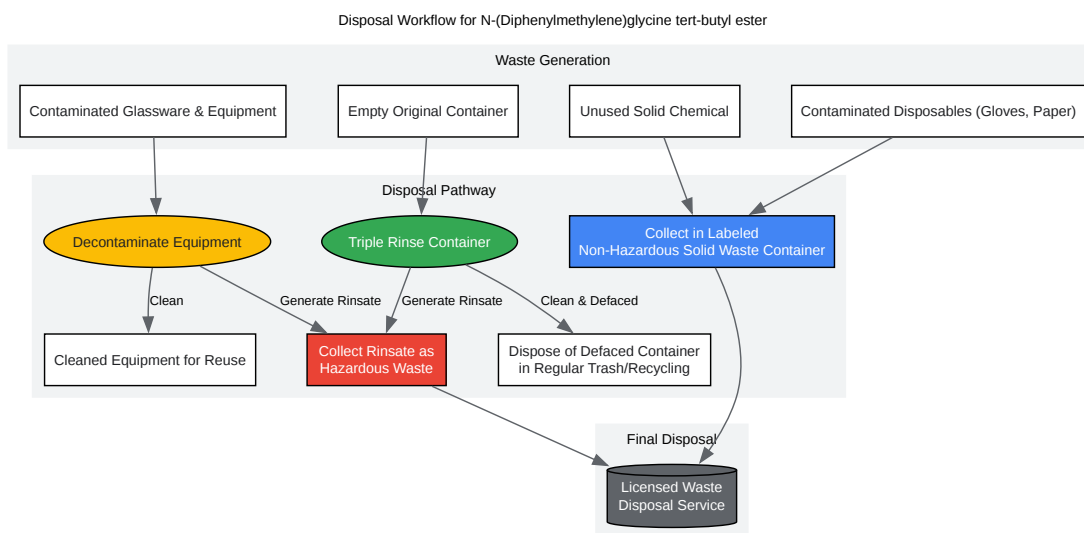 Disposal Workflow for N-(Diphenylmethylene)glycine tert-butyl ester
Waste Generation
Contaminated Glassware & Equipment
Empty Original Container
Unused Solid Chemical
Contaminated Disposables (Gloves, Paper)
Disposal Pathway
Decontaminate Equipment
Triple Rinse Container
Collect in Labeled
Non-Hazardous Solid Waste Container
Clean
Generate Rinsate
Generate Rinsate
Clean & Defaced
Cleaned Equipment for Reuse
Collect Rinsate as
Hazardous Waste
Dispose of Defaced Container
in Regular Trash/Recycling
Final Disposal
Licensed Waste
Disposal Service